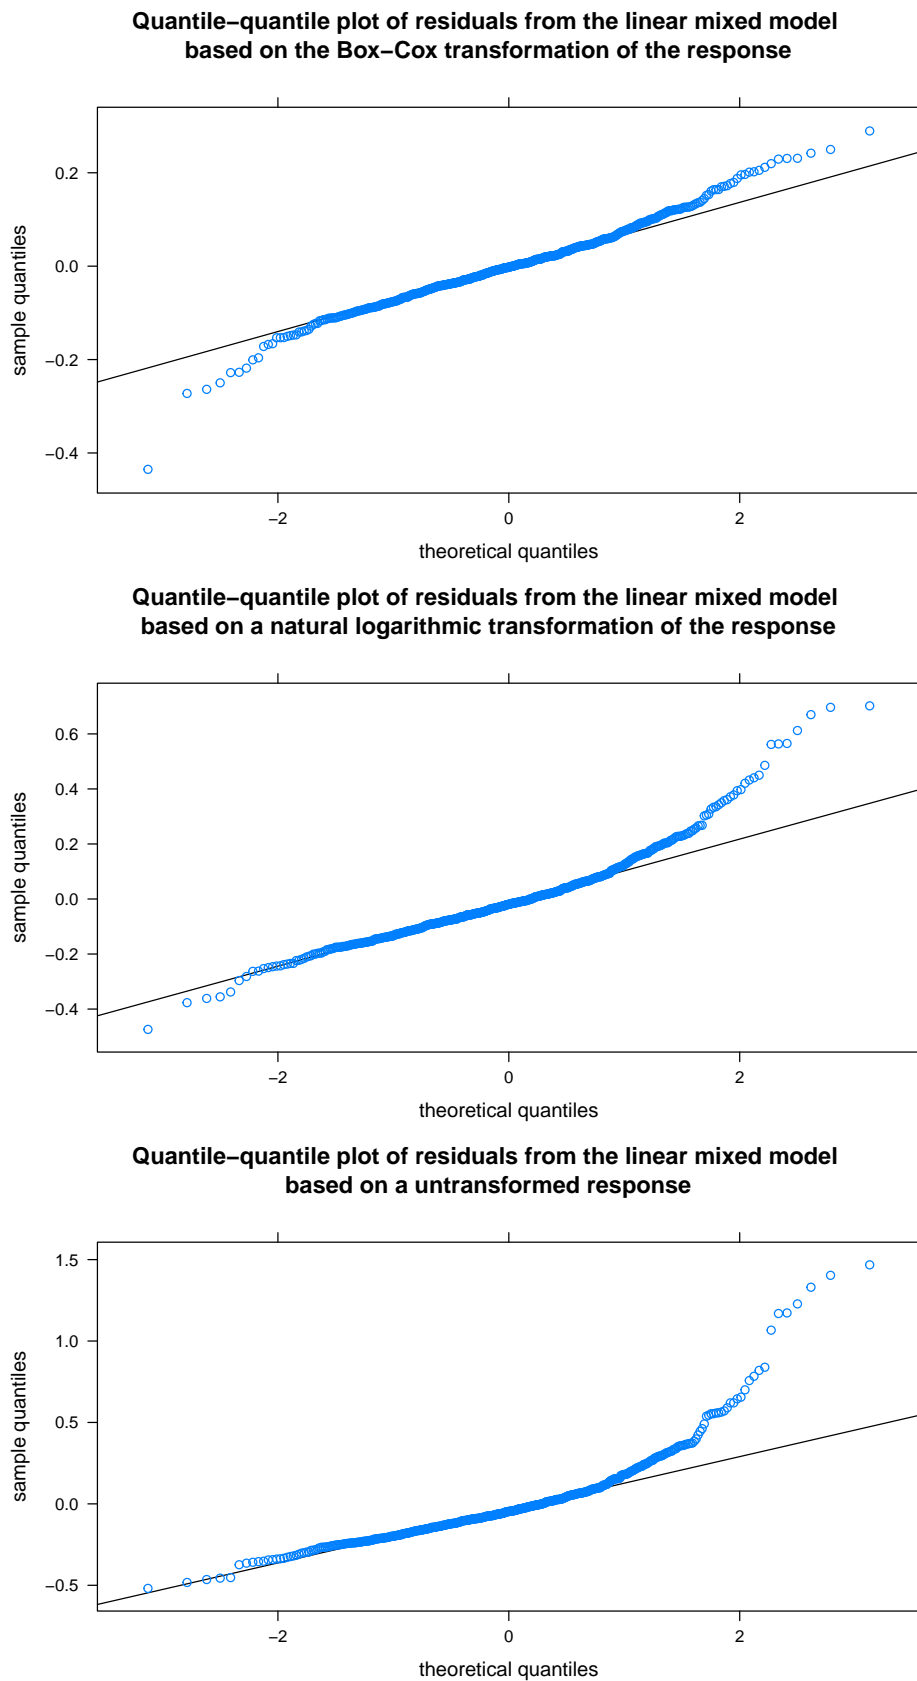 Quantile−quantile plot of residuals from the linear mixed model
based on the Box−Cox transformation of the response
0.2
0.0
−0.2
−0.4
sample quantiles
−2
0
2
theoretical quantiles
Quantile−quantile plot of residuals from the linear mixed model
based on a natural logarithmic transformation of the response
0.6
0.4
0.2
0.0
−0.2
−0.4
sample quantiles
−2
0
2
theoretical quantiles
Quantile−quantile plot of residuals from the linear mixed model
based on a untransformed response
1.5
1.0
0.5
0.0
−0.5
sample quantiles
−2
0
2
theoretical quantiles